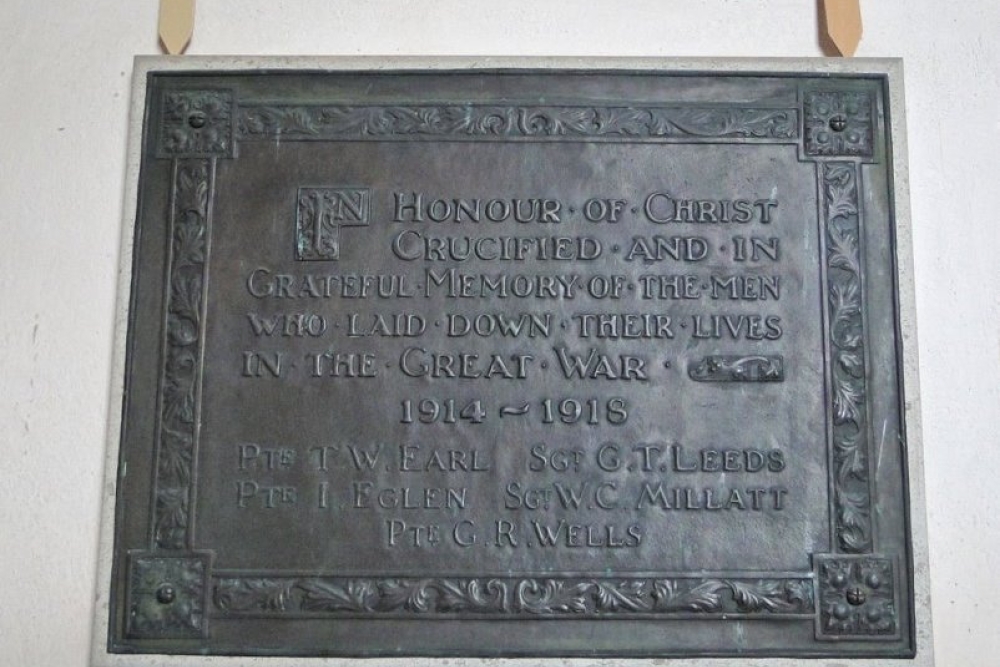 IN HONOUR · OF · CHRIST
CRUCIFIED · AND · IN
GRATEFUL · MEMORY · OF · THE · MEN
WHO · LAID · DOWN · THEIR · LIVES
IN · THE · GREAT · WAR ·
1914 ~ 1918
PTE T.W. EARL SGT G.T. LEEDS
PTE I. EGLEN SGT W.C. MILLATT
PTE G.R. WELLS